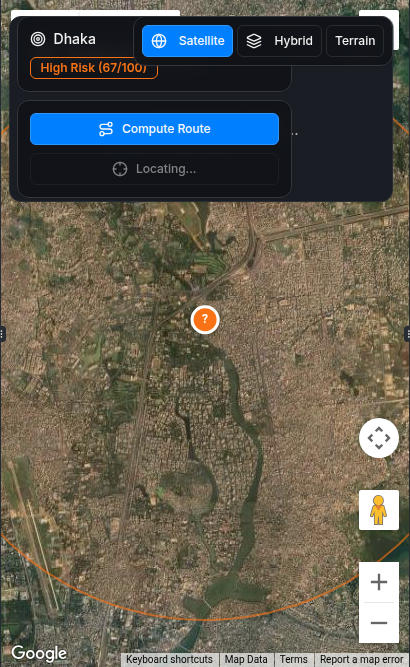 Dhaka
Satellite
Hybrid
Terrain
High Risk (67/100)
Compute Route
...
Locating...
?
Google
Keyboard shortcuts
Map Data
Terms
Report a map error